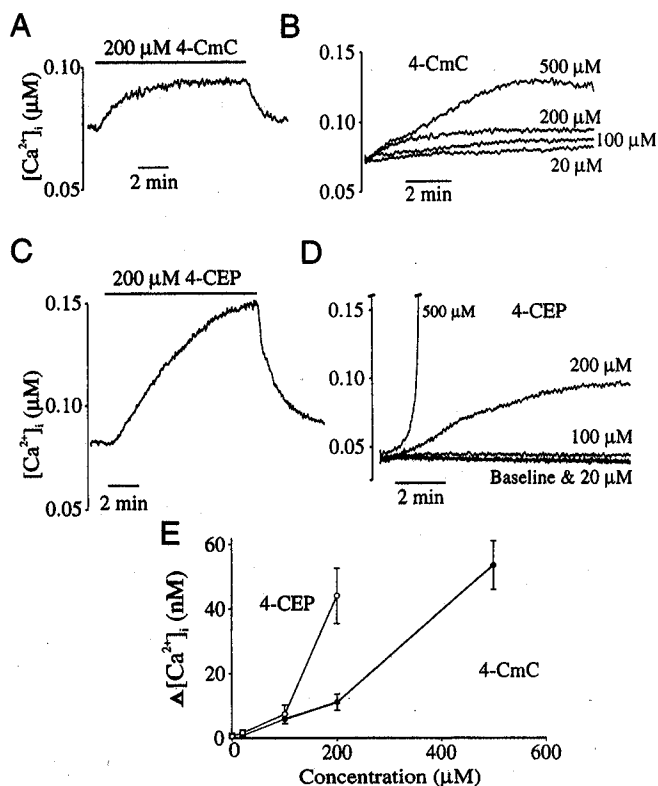 A
200 µM 4-CmC
0.10
0.05
[Ca²⁺]ᵢ (µM)
2 min
B
4-CmC
0.15
0.10
0.05
500 µM
200 µM
100 µM
20 µM
2 min
C
200 µM 4-CEP
0.15
0.10
0.05
[Ca²⁺]ᵢ (µM)
2 min
D
4-CEP
0.15
0.10
0.05
500 µM
200 µM
100 µM
Baseline & 20 µM
2 min
E
60
40
20
0
Δ[Ca²⁺]ᵢ (nM)
4-CEP
4-CmC
0
200
400
600
Concentration (µM)